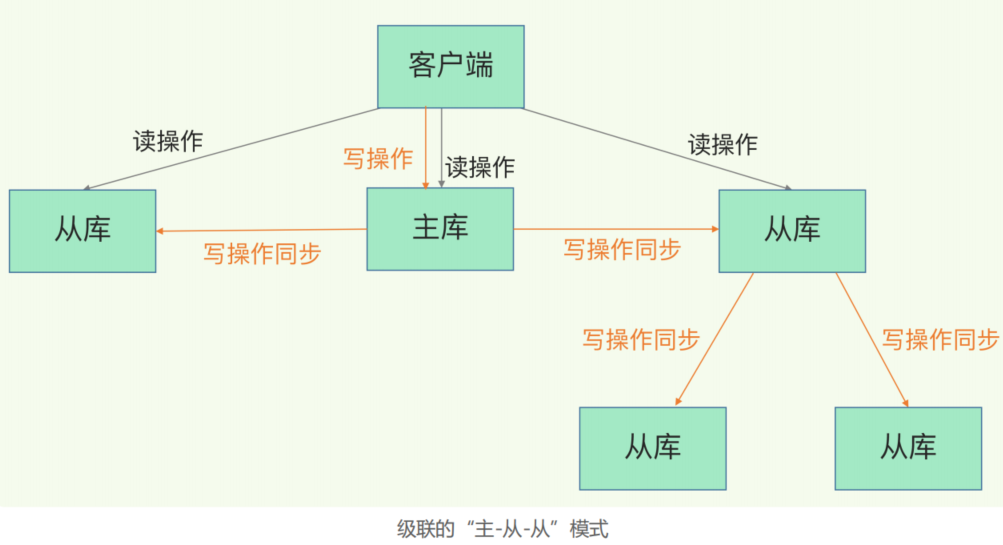 客户端
读操作
写操作
读操作
读操作
从库
主库
从库
写操作同步
写操作同步
写操作同步
写操作同步
从库
从库
级联的“主-从-从”模式